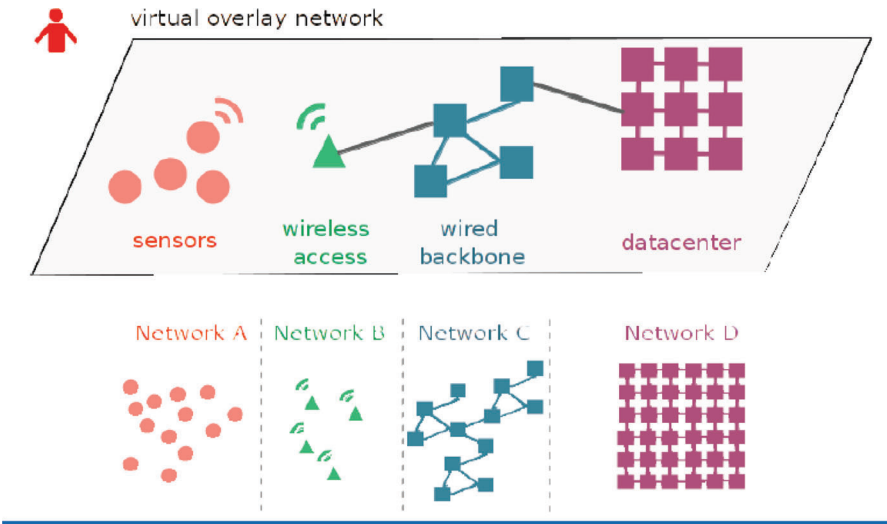 virtual overlay network
sensors
wireless
access
wired
backbone
datacenter
Network A
Network B
Network C
Network D